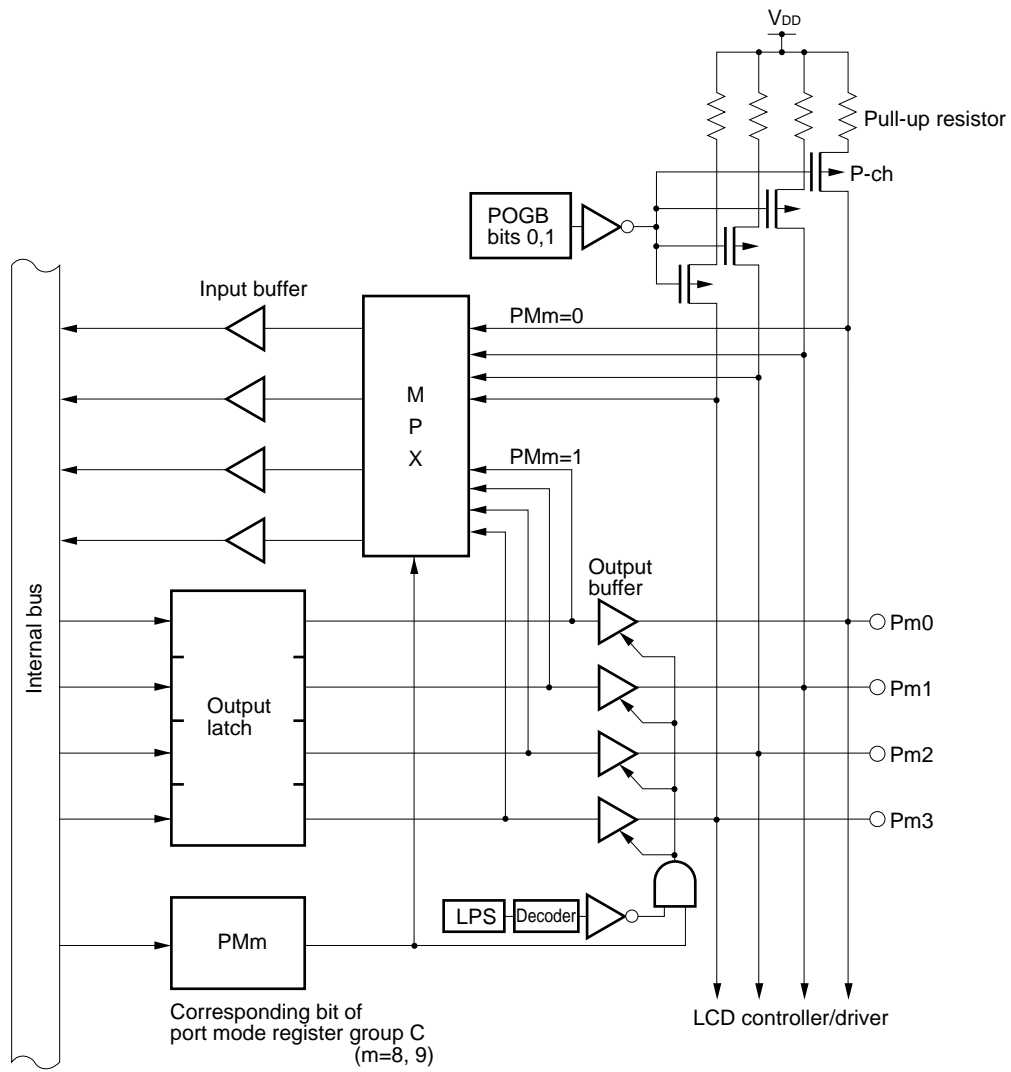 VDD
Pull-up resistor
P-ch
POGB
bits 0,1
Input buffer
PMm=0
M
P
X
PMm=1
Output
buffer
Internal bus
Output
latch
Pm0
Pm1
Pm2
Pm3
LPS
Decoder
PMm
Corresponding bit of
port mode register group C
(m=8, 9)
LCD controller/driver